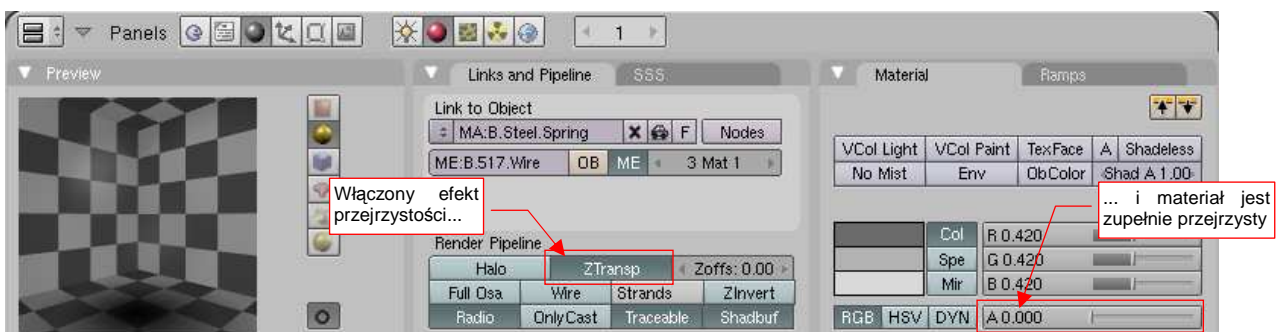 Panels
1
Preview
Links and Pipeline
SSS
Material
Ramps
Link to Object
MA:B.Steel.Spring
F
Nodes
ME:B.517.Wire
OB
ME
3 Mat 1
VCol Light
VCol Paint
TexFace
A
Shadeless
No Mist
Env
ObColor
Shad A 1.00
Włączony efekt
przejrzystości...
... i materiał jest
zupełnie przejrzysty
Render Pipeline
Halo
ZTransp
Zoffs: 0.00
Full Osa
Wire
Strands
ZInvert
Radio
OnlyCast
Traceable
Shadbuf
Col
R 0.420
Spe
G 0.420
Mir
B 0.420
RGB
HSV
DYN
A 0.000